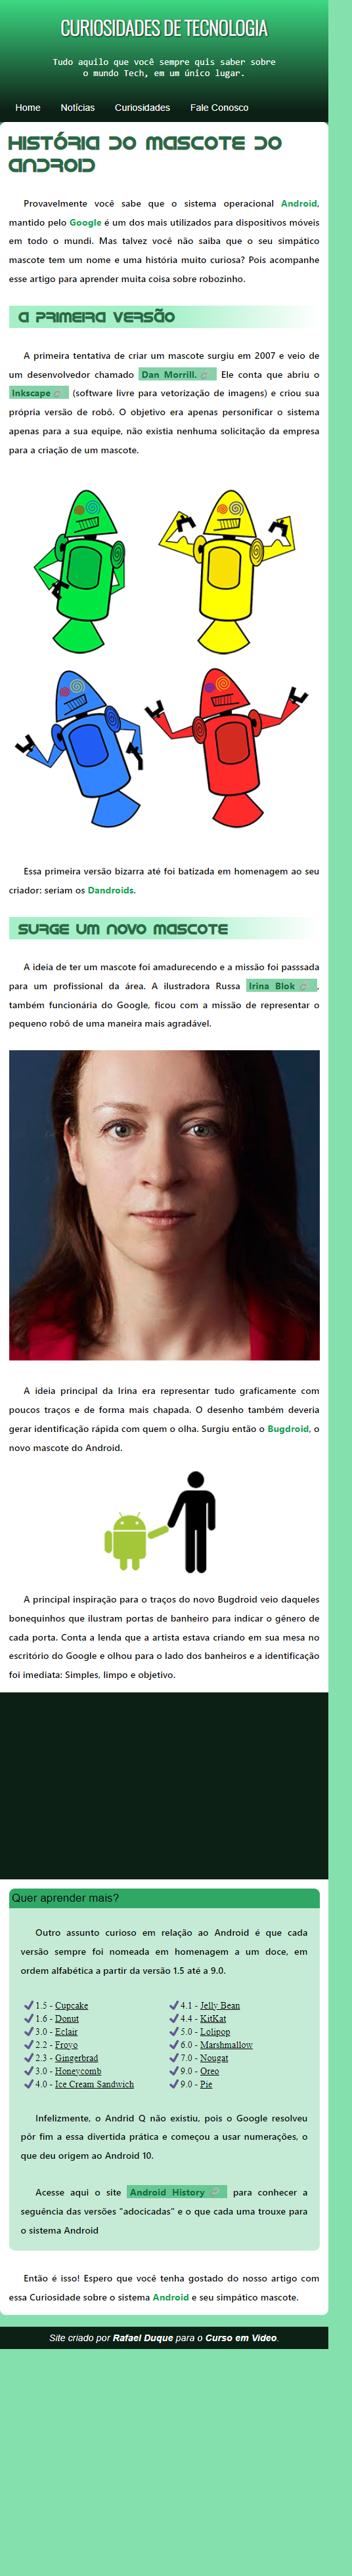 CURIOSIDADES DE TECNOLOGIA
Tudo aquilo que você sempre quis saber sobre
o mundo Tech, em um único lugar.
Home Notícias Curiosidades Fale Conosco
História do Mascote do
Android
Provavelmente você sabe que o sistema operacional Android,
mantido pelo Google é um dos mais utilizados para dispositivos móveis
em todo o mundi. Mas talvez você não saiba que o seu simpático
mascote tem um nome e uma história muito curiosa? Pois acompanhe
esse artigo para aprender muita coisa sobre robozinho.
A primeira versão
A primeira tentativa de criar um mascote surgiu em 2007 e veio de
um desenvolvedor chamado Dan Morrill. Ele conta que abriu o
Inkscape (software livre para vetorização de imagens) e criou sua
própria versão de robô. O objetivo era apenas personificar o sistema
apenas para a sua equipe, não existia nenhuma solicitação da empresa
para a criação de um mascote.
Essa primeira versão bizarra até foi batizada em homenagem ao seu
criador: seriam os Dandroids.
Surge um novo mascote
A ideia de ter um mascote foi amadurecendo e a missão foi passsada
para um profissional da área. A ilustradora Russa Irina Blok ,
também funcionária do Google, ficou com a missão de representar o
pequeno robô de uma maneira mais agradável.
A ideia principal da Irina era representar tudo graficamente com
poucos traços e de forma mais chapada. O desenho também deveria
gerar identificação rápida com quem o olha. Surgiu então o Bugdroid, o
novo mascote do Android.
A principal inspiração para o traços do novo Bugdroid veio daqueles
bonequinhos que ilustram portas de banheiro para indicar o gênero de
cada porta. Conta a lenda que a artista estava criando em sua mesa no
escritório do Google e olhou para o lado dos banheiros e a identificação
foi imediata: Simples, limpo e objetivo.
Quer aprender mais?
Outro assunto curioso em relação ao Android é que cada
versão sempre foi nomeada em homenagem a um doce, em
ordem alfabética a partir da versão 1.5 até a 9.0.
1.5 - Cupcake
1.6 - Donut
3.0 - Eclair
2.2 - Froyo
2.3 - Gingerbrad
3.0 - Honeycomb
4.0 - Ice Cream Sandwich
4.1 - Jelly Bean
4.4 - KitKat
5.0 - Lolipop
6.0 - Marshmallow
7.0 - Nougat
9.0 - Oreo
9.0 - Pie
Infelizmente, o Andrid Q não existiu, pois o Google resolveu
pôr fim a essa divertida prática e começou a usar numerações, o
que deu origem ao Android 10.
Acesse aqui o site Android History para conhecer a
seguência das versões "adocicadas" e o que cada uma trouxe para
o sistema Android
Então é isso! Espero que você tenha gostado do nosso artigo com
essa Curiosidade sobre o sistema Android e seu simpático mascote.
Site criado por Rafael Duque para o Curso em Video.